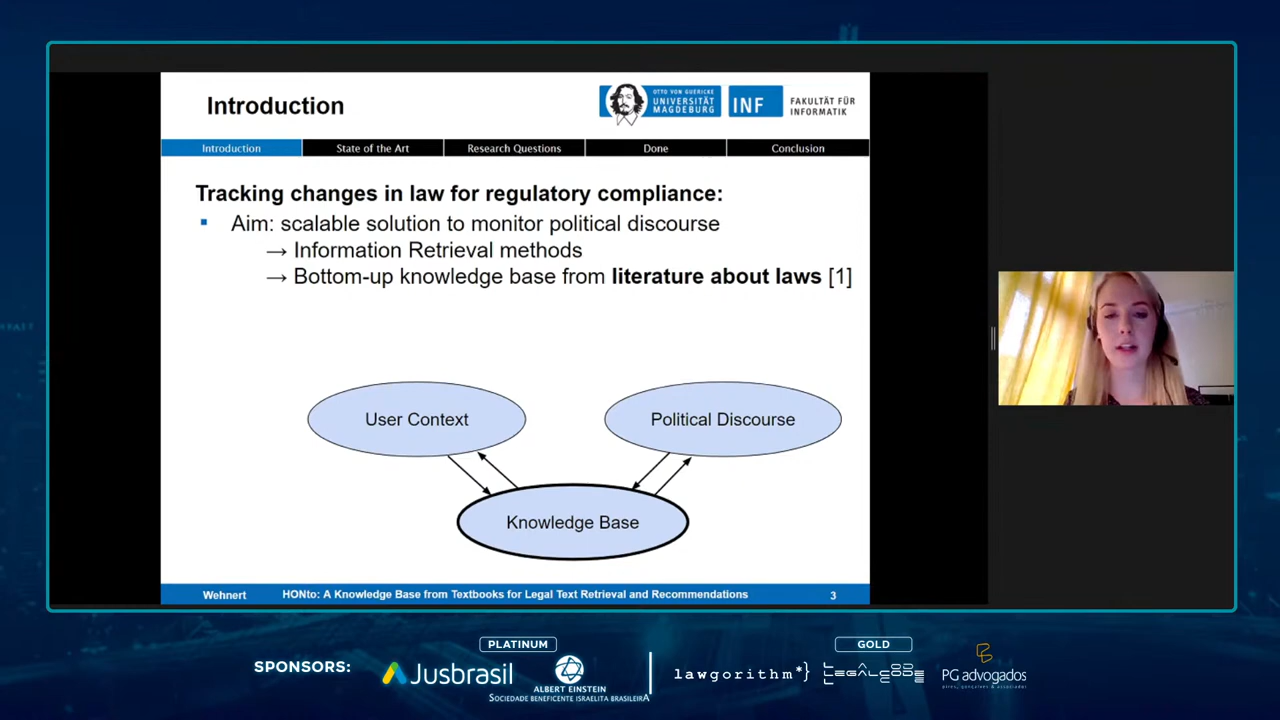 Introduction
OTTO VON GUERICKE
UNIVERSITÄT
MAGDEBURG
INF
FAKULTÄT FÜR
INFORMATIK
Introduction
State of the Art
Research Questions
Done
Conclusion
Tracking changes in law for regulatory compliance:
▪ Aim: scalable solution to monitor political discourse
→ Information Retrieval methods
→ Bottom-up knowledge base from literature about laws [1]
User Context
Political Discourse
Knowledge Base
Wehnert
HONto: A Knowledge Base from Textbooks for Legal Text Retrieval and Recommendations
3
SPONSORS:
PLATINUM
Jusbrasil
ALBERT EINSTEIN
SOCIEDADE BENEFICENTE ISRAELITA BRASILEIRA
GOLD
lawgorithm*}
LEGALCODE
PG advogados